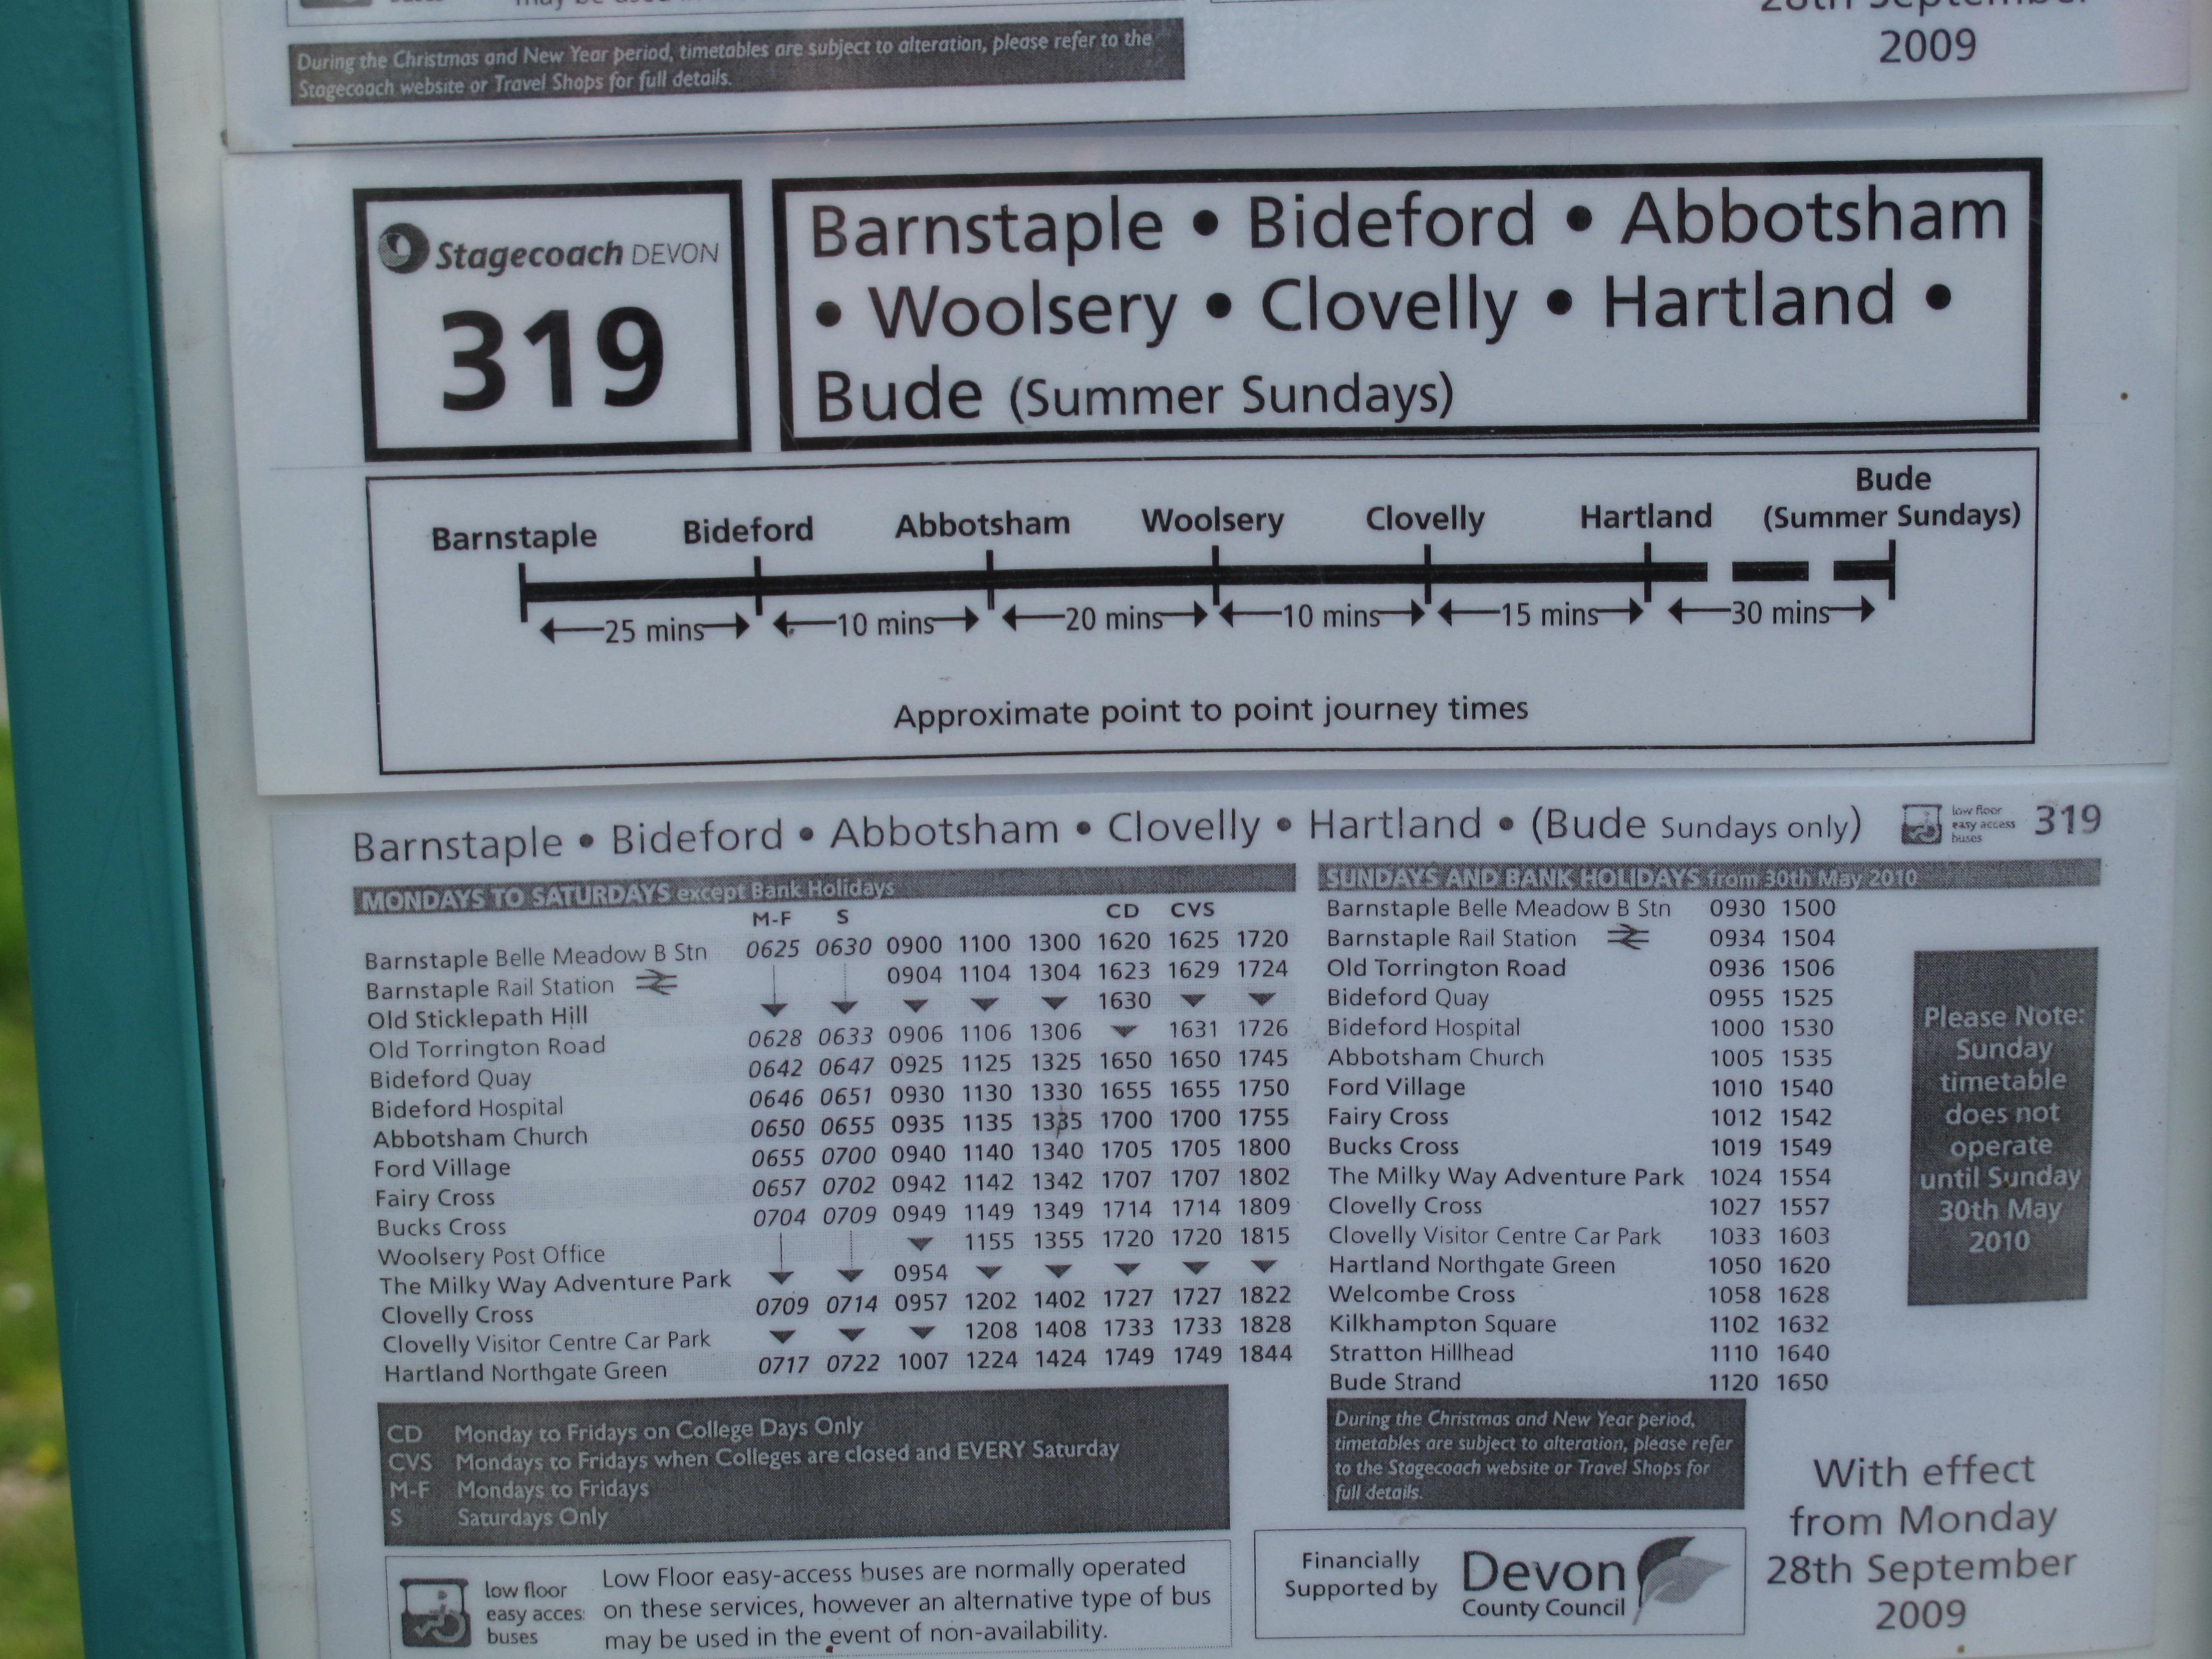 During the Christmas and New Year period, timetables are subject to alteration, please refer to the
Stagecoach website or Travel Shops for full details.
28th September
2009
Stagecoach DEVON
319
Barnstaple • Bideford • Abbotsham
• Woolsery • Clovelly • Hartland •
Bude (Summer Sundays)
Barnstaple Bideford Abbotsham Woolsery Clovelly Hartland Bude (Summer Sundays)
25 mins 10 mins 20 mins 10 mins 15 mins 30 mins
Approximate point to point journey times
Barnstaple • Bideford • Abbotsham • Clovelly • Hartland • (Bude Sundays only) low floor easy access buses 319
MONDAYS TO SATURDAYS except Bank Holidays
M-F S CD CVS
Barnstaple Belle Meadow B Stn 0625 0630 0900 1100 1300 1620 1625 1720
Barnstaple Rail Station 0904 1104 1304 1623 1629 1724
Old Sticklepath Hill 1630
Old Torrington Road 0628 0633 0906 1106 1306 1631 1726
Bideford Quay 0642 0647 0925 1125 1325 1650 1650 1745
Bideford Hospital 0646 0651 0930 1130 1330 1655 1655 1750
Abbotsham Church 0650 0655 0935 1135 1335 1700 1700 1755
Ford Village 0655 0700 0940 1140 1340 1705 1705 1800
Fairy Cross 0657 0702 0942 1142 1342 1707 1707 1802
Bucks Cross 0704 0709 0949 1149 1349 1714 1714 1809
Woolsery Post Office 1155 1355 1720 1720 1815
The Milky Way Adventure Park 0954
Clovelly Cross 0709 0714 0957 1202 1402 1727 1727 1822
Clovelly Visitor Centre Car Park 1208 1408 1733 1733 1828
Hartland Northgate Green 0717 0722 1007 1224 1424 1749 1749 1844
CD Monday to Fridays on College Days Only
CVS Mondays to Fridays when Colleges are closed and EVERY Saturday
M-F Mondays to Fridays
S Saturdays Only
low floor
easy acces:
buses
Low Floor easy-access buses are normally operated
on these services, however an alternative type of bus
may be used in the event of non-availability.
SUNDAYS AND BANK HOLIDAYS from 30th May 2010
Barnstaple Belle Meadow B Stn 0930 1500
Barnstaple Rail Station 0934 1504
Old Torrington Road 0936 1506
Bideford Quay 0955 1525
Bideford Hospital 1000 1530
Abbotsham Church 1005 1535
Ford Village 1010 1540
Fairy Cross 1012 1542
Bucks Cross 1019 1549
The Milky Way Adventure Park 1024 1554
Clovelly Cross 1027 1557
Clovelly Visitor Centre Car Park 1033 1603
Hartland Northgate Green 1050 1620
Welcombe Cross 1058 1628
Kilkhampton Square 1102 1632
Stratton Hillhead 1110 1640
Bude Strand 1120 1650
Please Note:
Sunday
timetable
does not
operate
until Sunday
30th May
2010
During the Christmas and New Year period,
timetables are subject to alteration, please refer
to the Stagecoach website or Travel Shops for
full details.
Financially
Supported by
Devon
County Council
With effect
from Monday
28th September
2009